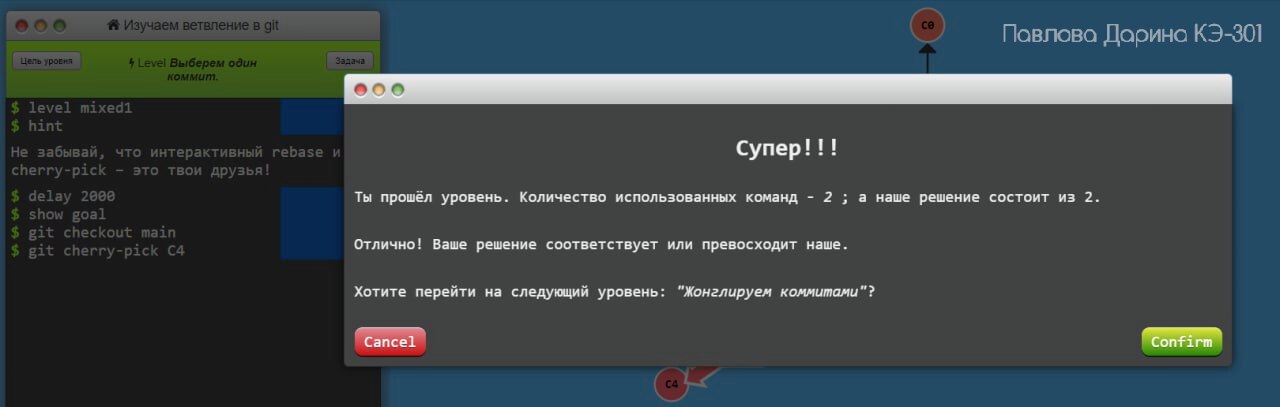 Изучаем ветвление в git
C0
Павлова Дарина КЭ-301
Цель уровня
Level Выберем один
коммит.
Задача
$ level mixed1
$ hint
Не забывай, что интерактивный rebase и
cherry-pick – это твои друзья!
$ delay 2000
$ show goal
$ git checkout main
$ git cherry-pick C4
Супер!!!
Ты прошёл уровень. Количество использованных команд - 2 ; а наше решение состоит из 2.
Отлично! Ваше решение соответствует или превосходит наше.
Хотите перейти на следующий уровень: "Жонглируем коммитами"?
Cancel
Confirm
C4